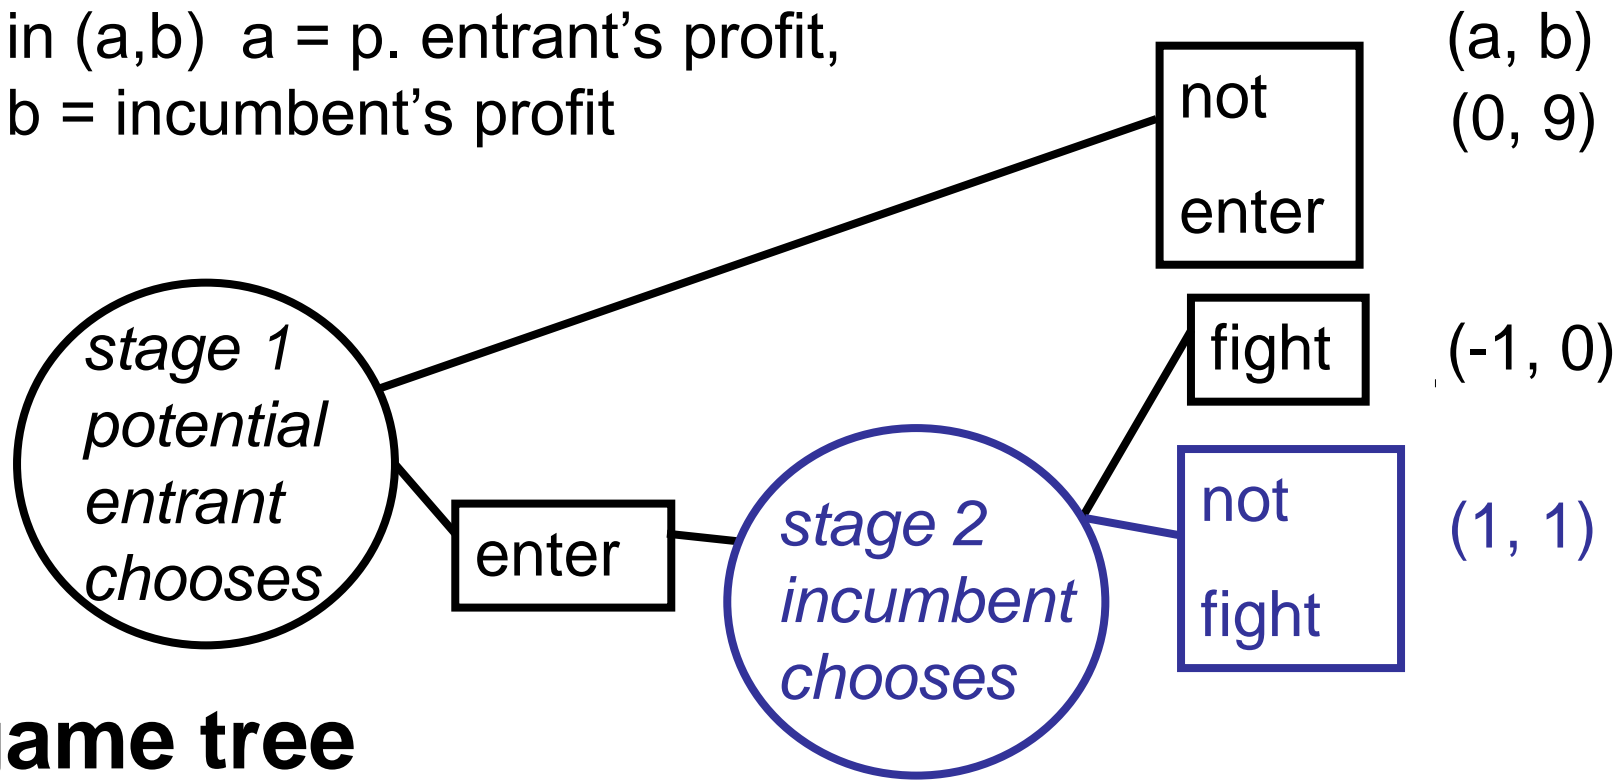 in (a,b) a = p. entrant’s profit,
b = incumbent’s profit
(a, b)
not
enter
(0, 9)
stage 1
potential
entrant
chooses
enter
stage 2
incumbent
chooses
fight
(-1, 0)
not
fight
(1, 1)
ame tree